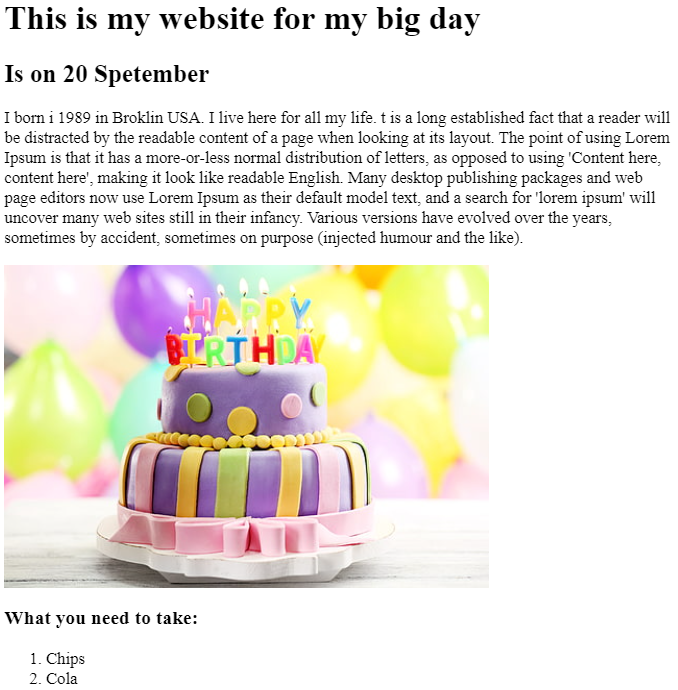 This is my website for my big day
Is on 20 Spetember
I born i 1989 in Broklin USA. I live here for all my life. t is a long established fact that a reader will
be distracted by the readable content of a page when looking at its layout. The point of using Lorem
Ipsum is that it has a more-or-less normal distribution of letters, as opposed to using 'Content here,
content here', making it look like readable English. Many desktop publishing packages and web
page editors now use Lorem Ipsum as their default model text, and a search for 'lorem ipsum' will
uncover many web sites still in their infancy. Various versions have evolved over the years,
sometimes by accident, sometimes on purpose (injected humour and the like).
HAPPY
BIRTHDAY
What you need to take:
1. Chips
2. Cola